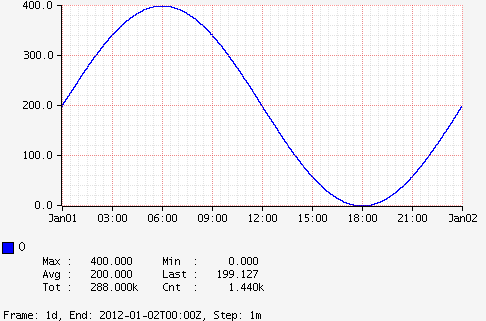 400.0
300.0
200.0
100.0
0.0
Jan01 03:00 06:00 09:00 12:00 15:00 18:00 21:00 Jan02
0
Max : 400.000 Min : 0.000
Avg : 200.000 Last : 199.127
Tot : 288.000k Cnt : 1.440k
Frame: 1d, End: 2012-01-02T00:00Z, Step: 1m